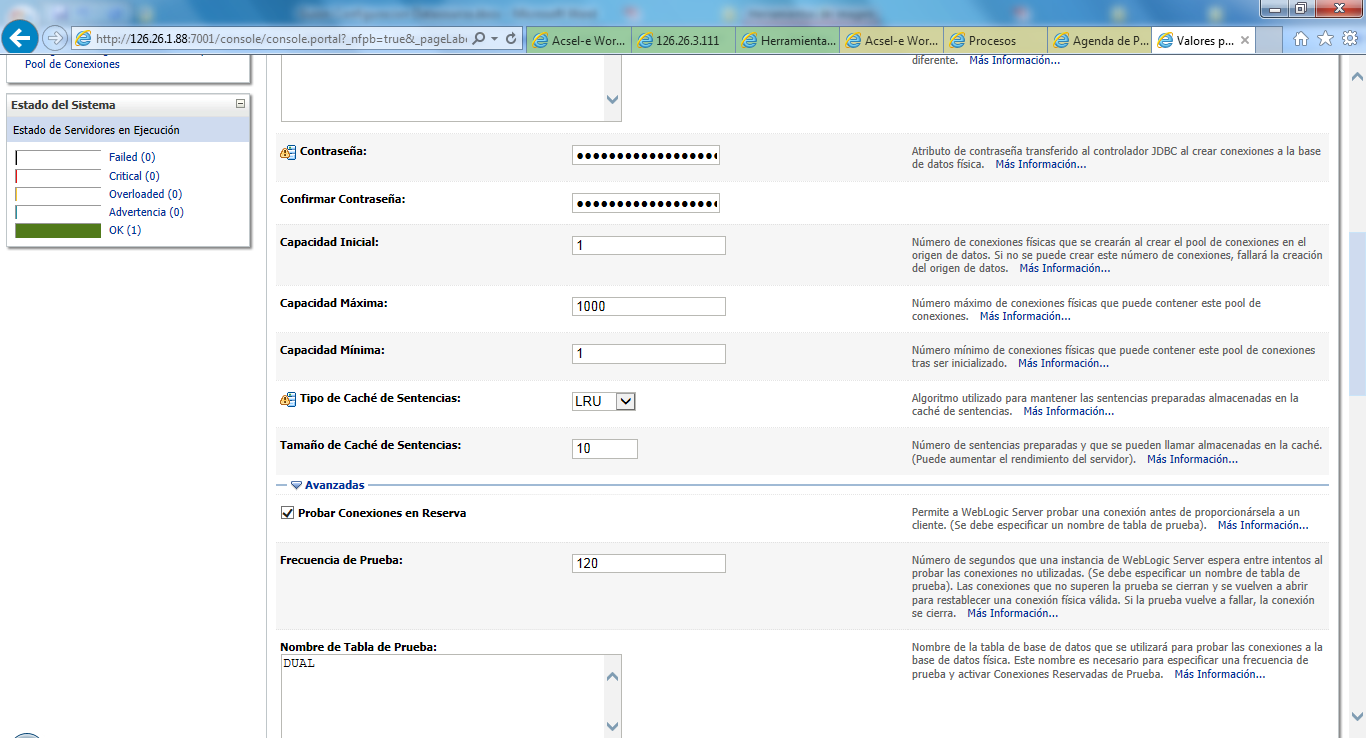 http://126.26.1.88:7001/console/console.portal?_nfpb=true&_pageLabe
Acsel-e Wor...
126.26.3.111
Herramienta...
Acsel-e Wor...
Procesos
Agenda de P...
Valores p...
Pool de Conexiones
Estado del Sistema
Estado de Servidores en Ejecución
Failed (0)
Critical (0)
Overloaded (0)
Advertencia (0)
OK (1)
diferente. Más Información...
Contraseña:
Atributo de contraseña transferido al controlador JDBC al crear conexiones a la base
de datos física. Más Información...
Confirmar Contraseña:
Capacidad Inicial:
1
Número de conexiones físicas que se crearán al crear el pool de conexiones en el
origen de datos. Si no se puede crear este número de conexiones, fallará la creación
del origen de datos. Más Información...
Capacidad Máxima:
1000
Número máximo de conexiones físicas que puede contener este pool de
conexiones. Más Información...
Capacidad Mínima:
1
Número mínimo de conexiones físicas que puede contener este pool de conexiones
tras ser inicializado. Más Información...
Tipo de Caché de Sentencias:
LRU
Algoritmo utilizado para mantener las sentencias preparadas almacenadas en la
caché de sentencias. Más Información...
Tamaño de Caché de Sentencias:
10
Número de sentencias preparadas y que se pueden llamar almacenadas en la caché.
(Puede aumentar el rendimiento del servidor). Más Información...
Avanzadas
Probar Conexiones en Reserva
Permite a WebLogic Server probar una conexión antes de proporcionársela a un
cliente. (Se debe especificar un nombre de tabla de prueba). Más Información...
Frecuencia de Prueba:
120
Número de segundos que una instancia de WebLogic Server espera entre intentos al
probar las conexiones no utilizadas. (Se debe especificar un nombre de tabla de
prueba). Las conexiones que no superen la prueba se cierran y se vuelven a abrir
para restablecer una conexión física válida. Si la prueba vuelve a fallar, la conexión
se cierra. Más Información...
Nombre de Tabla de Prueba:
DUAL
Nombre de la tabla de base de datos que se utilizará para probar las conexiones a la
base de datos física. Este nombre es necesario para especificar una frecuencia de
prueba y activar Conexiones Reservadas de Prueba. Más Información...